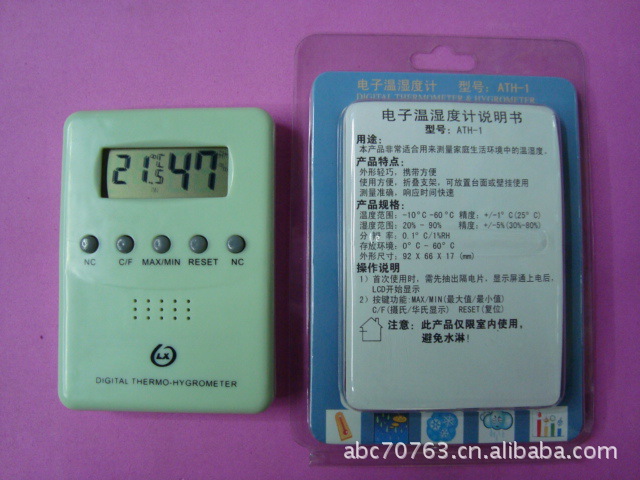 21.5 47
NC C/F MAX/MIN RESET NC
LX
DIGITAL THERMO-HYGROMETER
电子温湿度计 型号：ATH-1
DIGITAL THERMOMETER & HYGROMETER
电子温湿度计说明书
型号：ATH-1
用途：
本产品非常适合用来测量家庭生活环境中的温湿度。
产品特点：
外形轻巧，携带方便
使用方便，折叠支架，可放置台面或壁挂使用
测量准确，响应时间快速
产品规格：
温度范围：-10°C-60°C 精度：+/-1°C(25°C)
湿度范围：20% - 90% 精度：+/-5%(30%-80%)
分辨率：0.1°C/1%RH
存放环境：0°C - 60°C
外形尺寸：92 X 66 X 17 (mm)
操作说明
1）首次使用时，需先抽出隔电片，显示屏通上电后，
LCD开始显示
2）按键功能:MAX/MIN(最大值/最小值)
C/F(摄氏/华氏显示) RESET(复位)
注意：此产品仅限室内使用，
避免水淋！
abc70763.cn.alibaba.com